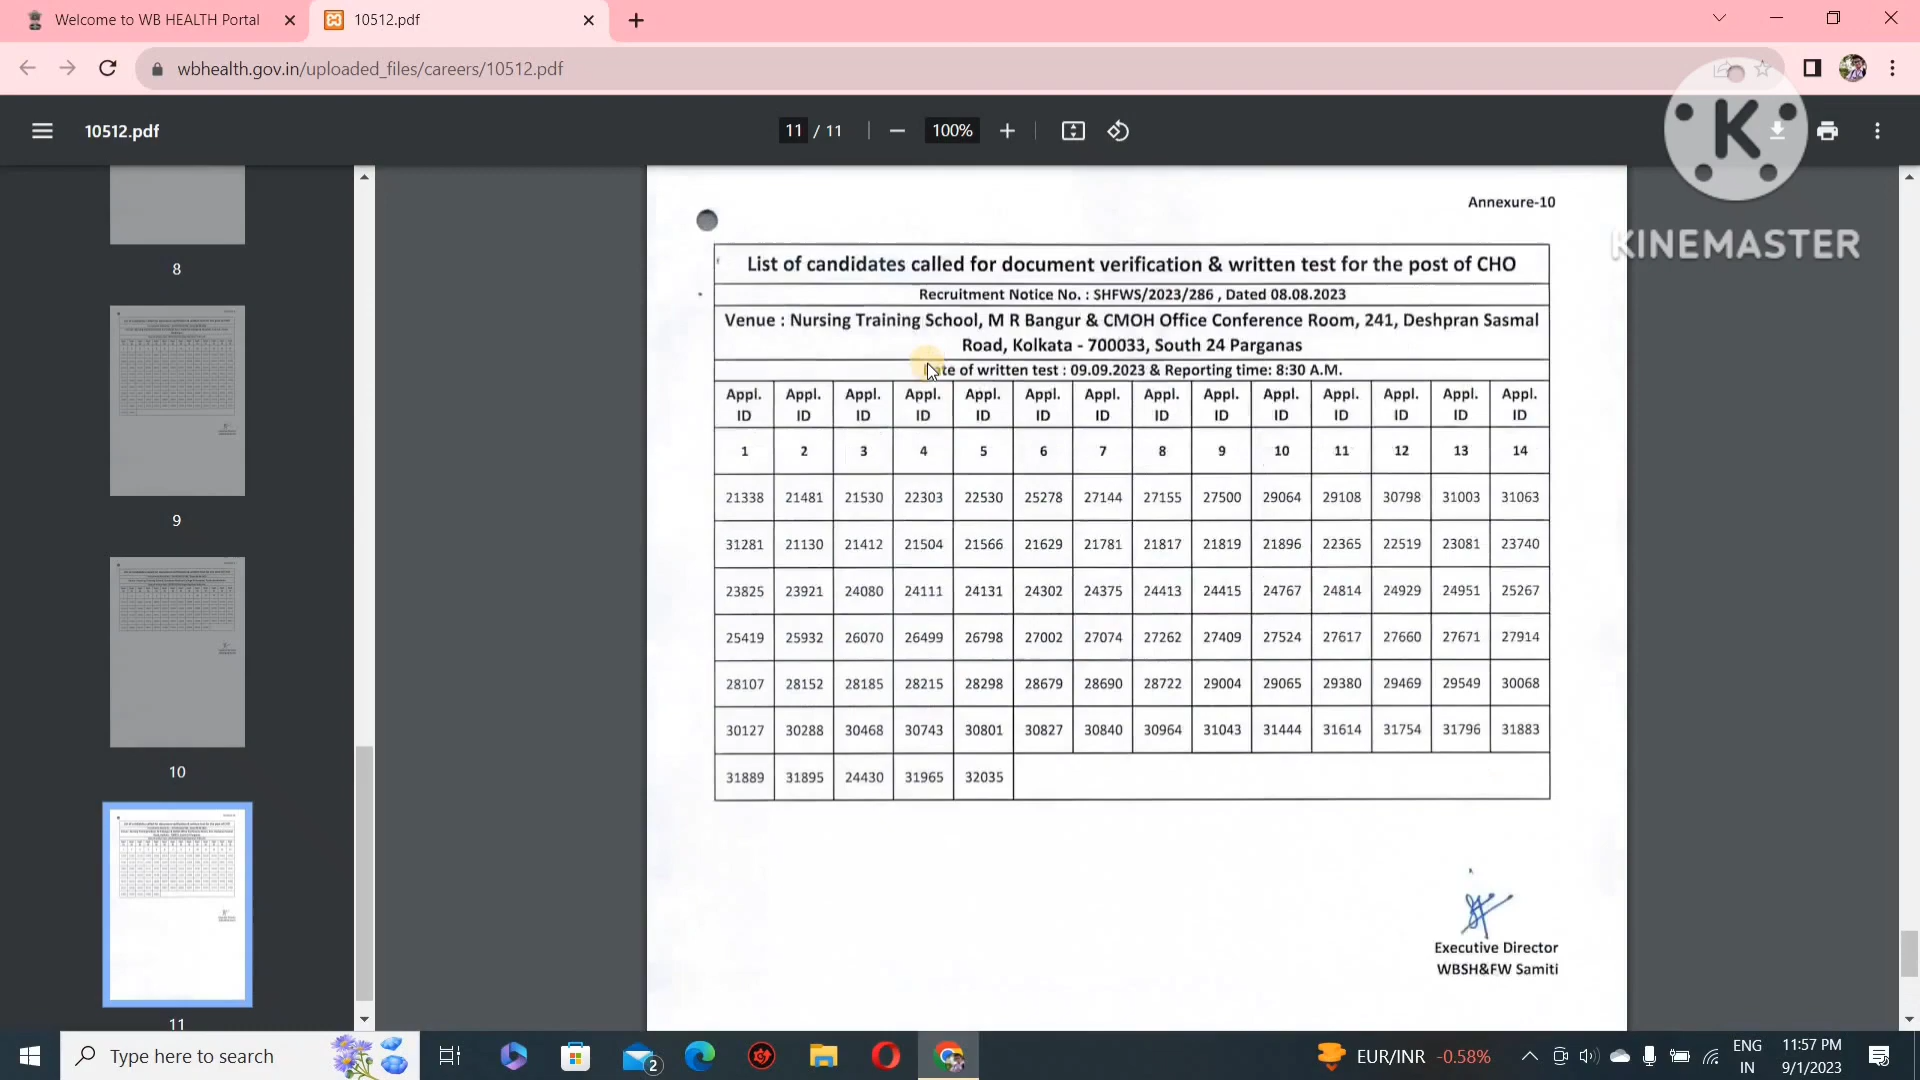 Welcome to WB HEALTH Portal
10512.pdf
wbhealth.gov.in/uploaded_files/careers/10512.pdf
10512.pdf
11 / 11
100%
K
KINEMASTER
8
9
10
11
Annexure-10
List of candidates called for document verification & written test for the post of CHO
Recruitment Notice No. : SHFWS/2023/286 , Dated 08.08.2023
Venue : Nursing Training School, M R Bangur & CMOH Office Conference Room, 241, Deshpran Sasmal
Road, Kolkata - 700033, South 24 Parganas
Date of written test : 09.09.2023 & Reporting time: 8:30 A.M.
Appl. Appl. Appl. Appl. Appl. Appl. Appl. Appl. Appl. Appl. Appl. Appl. Appl. Appl.
ID ID ID ID ID ID ID ID ID ID ID ID ID ID
1 2 3 4 5 6 7 8 9 10 11 12 13 14
21338 21481 21530 22303 22530 25278 27144 27155 27500 29064 29108 30798 31003 31063
31281 21130 21412 21504 21566 21629 21781 21817 21819 21896 22365 22519 23081 23740
23825 23921 24080 24111 24131 24302 24375 24413 24415 24767 24814 24929 24951 25267
25419 25932 26070 26499 26798 27002 27074 27262 27409 27524 27617 27660 27671 27914
28107 28152 28185 28215 28298 28679 28690 28722 29004 29065 29380 29469 29549 30068
30127 30288 30468 30743 30801 30827 30840 30964 31043 31444 31614 31754 31796 31883
31889 31895 24430 31965 32035
Executive Director
WBSH&FW Samiti
Type here to search
2
EUR/INR -0.58%
ENG
IN
11:57 PM
9/1/2023